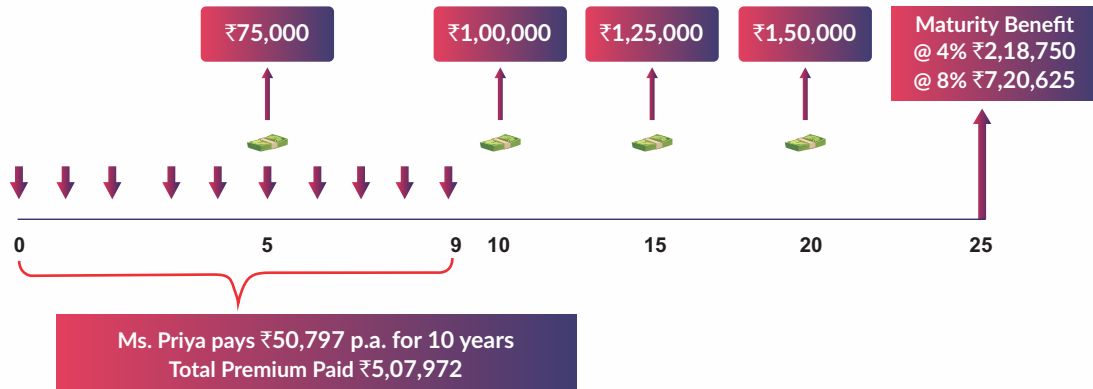 ₹75,000
₹1,00,000
₹1,25,000
₹1,50,000
Maturity Benefit
@ 4% ₹2,18,750
@ 8% ₹7,20,625
0
5
9
10
15
20
25
Ms. Priya pays ₹50,797 p.a. for 10 years
Total Premium Paid ₹5,07,972